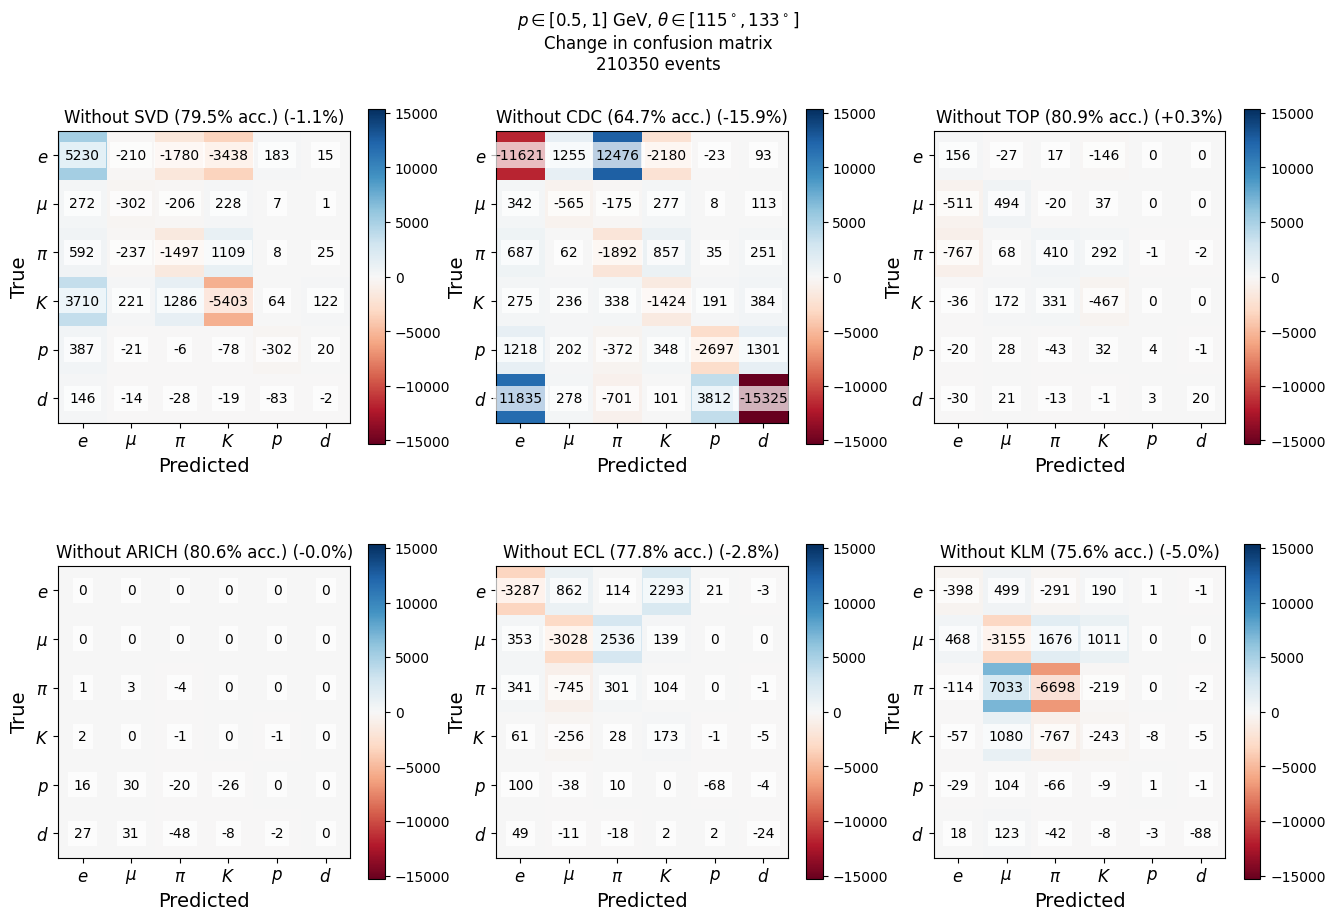 p ∈ [0.5, 1] GeV, θ ∈ [115°, 133°]
Change in confusion matrix
210350 events
Without SVD (79.5% acc.) (-1.1%)
e 5230 -210 -1780 -3438 183 15
μ 272 -302 -206 228 7 1
π 592 -237 -1497 1109 8 25
K 3710 221 1286 -5403 64 122
p 387 -21 -6 -78 -302 20
d 146 -14 -28 -19 -83 -2
e μ π K p d
Predicted
True
15000
10000
5000
0
−5000
−10000
−15000
Without CDC (64.7% acc.) (-15.9%)
e -11621 1255 12476 -2180 -23 93
μ 342 -565 -175 277 8 113
π 687 62 -1892 857 35 251
K 275 236 338 -1424 191 384
p 1218 202 -372 348 -2697 1301
d 11835 278 -701 101 3812 -15325
e μ π K p d
Predicted
True
15000
10000
5000
0
−5000
−10000
−15000
Without TOP (80.9% acc.) (+0.3%)
e 156 -27 17 -146 0 0
μ -511 494 -20 37 0 0
π -767 68 410 292 -1 -2
K -36 172 331 -467 0 0
p -20 28 -43 32 4 -1
d -30 21 -13 -1 3 20
e μ π K p d
Predicted
True
15000
10000
5000
0
−5000
−10000
−15000
Without ARICH (80.6% acc.) (-0.0%)
e 0 0 0 0 0 0
μ 0 0 0 0 0 0
π 1 3 -4 0 0 0
K 2 0 -1 0 -1 0
p 16 30 -20 -26 0 0
d 27 31 -48 -8 -2 0
e μ π K p d
Predicted
True
15000
10000
5000
0
−5000
−10000
−15000
Without ECL (77.8% acc.) (-2.8%)
e -3287 862 114 2293 21 -3
μ 353 -3028 2536 139 0 0
π 341 -745 301 104 0 -1
K 61 -256 28 173 -1 -5
p 100 -38 10 0 -68 -4
d 49 -11 -18 2 2 -24
e μ π K p d
Predicted
True
15000
10000
5000
0
−5000
−10000
−15000
Without KLM (75.6% acc.) (-5.0%)
e -398 499 -291 190 1 -1
μ 468 -3155 1676 1011 0 0
π -114 7033 -6698 -219 0 -2
K -57 1080 -767 -243 -8 -5
p -29 104 -66 -9 1 -1
d 18 123 -42 -8 -3 -88
e μ π K p d
Predicted
True
15000
10000
5000
0
−5000
−10000
−15000